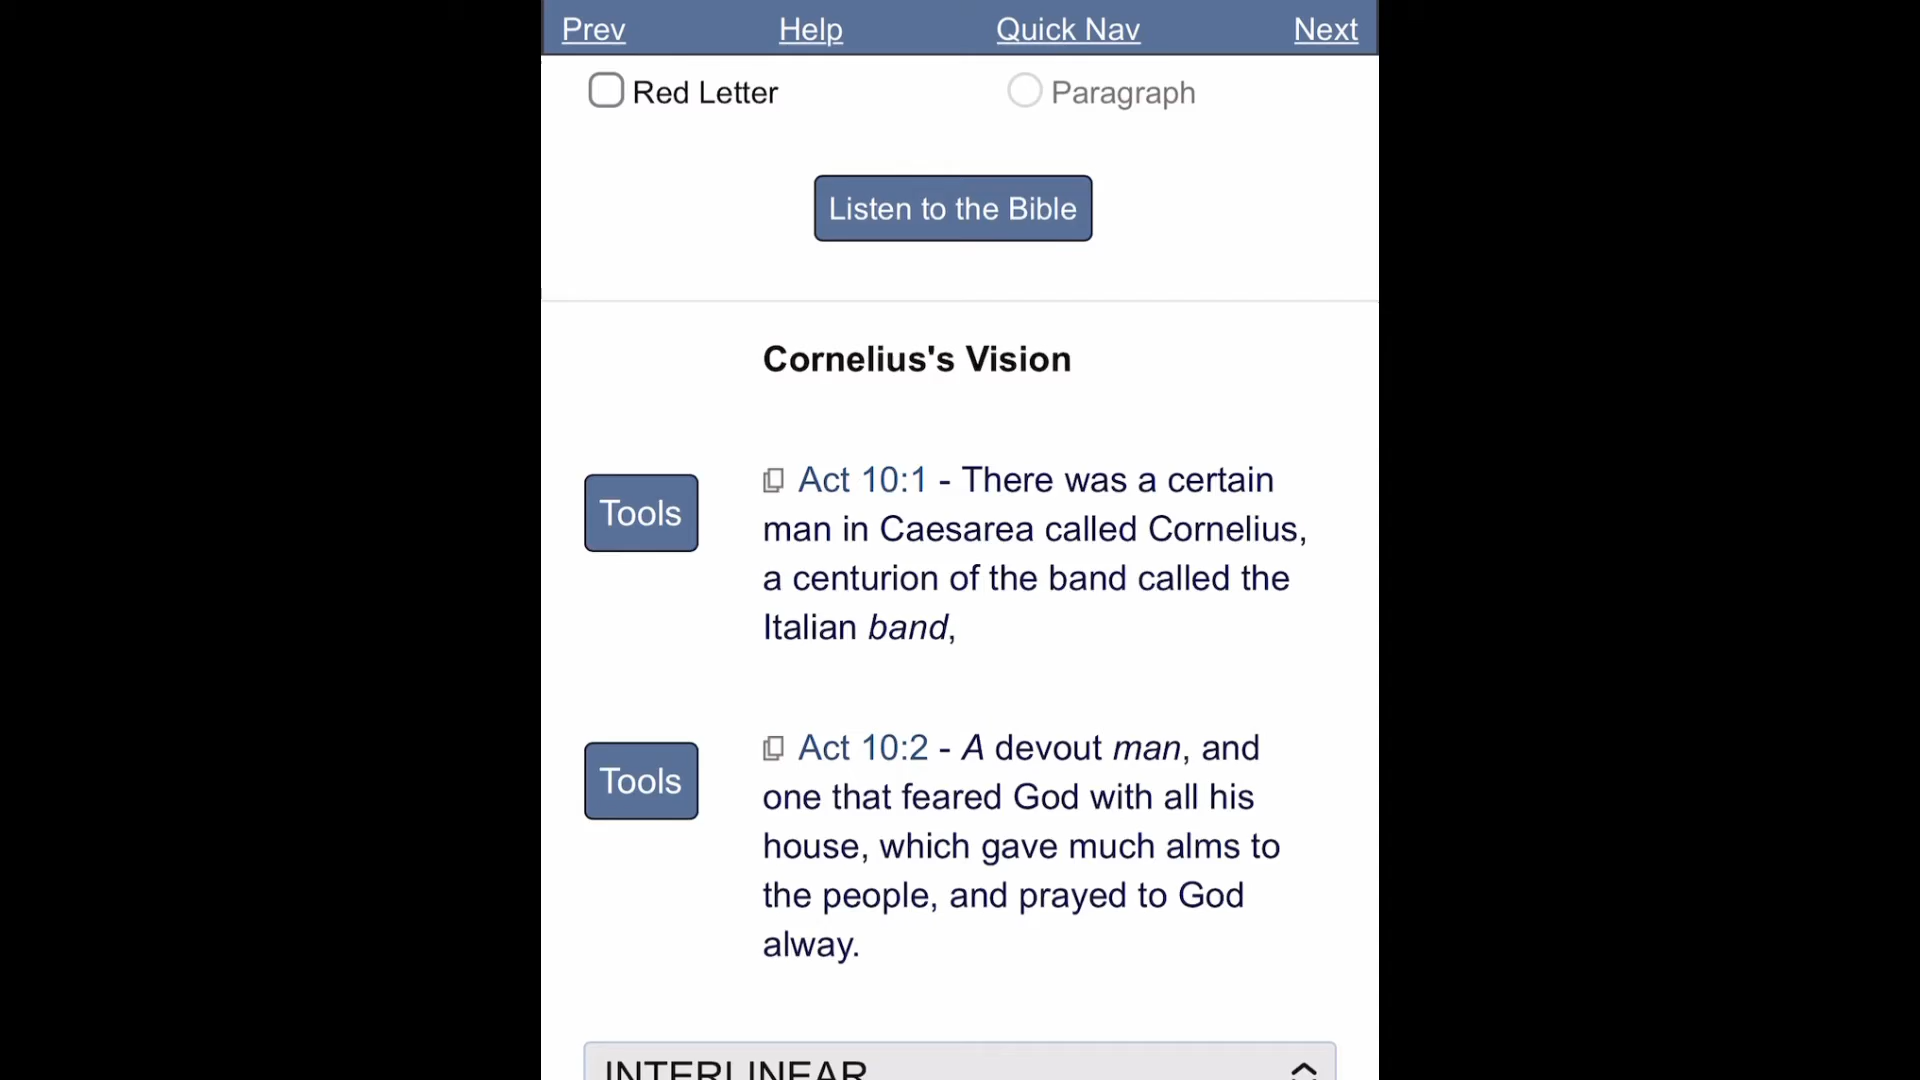 Prev Help Quick Nav Next
Red Letter Paragraph
Listen to the Bible
Cornelius's Vision
Tools
Act 10:1 - There was a certain
man in Caesarea called Cornelius,
a centurion of the band called the
Italian band,
Tools
Act 10:2 - A devout man, and
one that feared God with all his
house, which gave much alms to
the people, and prayed to God
alway.
INTERLINEAR